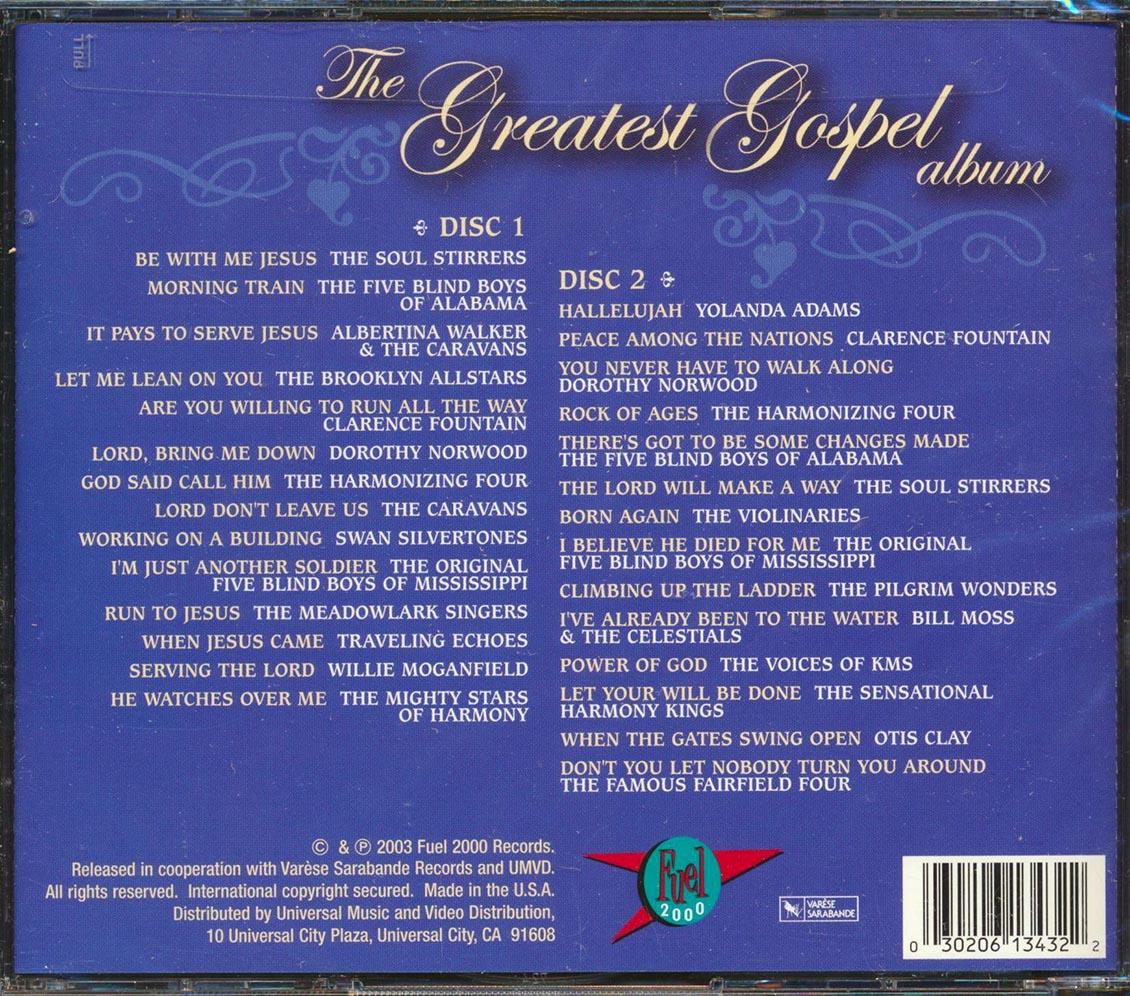 PULL
The Greatest Gospel
album
DISC 1
BE WITH ME JESUS THE SOUL STIRRERS
MORNING TRAIN THE FIVE BLIND BOYS
OF ALABAMA
IT PAYS TO SERVE JESUS ALBERTINA WALKER
& THE CARAVANS
LET ME LEAN ON YOU THE BROOKLYN ALLSTARS
ARE YOU WILLING TO RUN ALL THE WAY
CLARENCE FOUNTAIN
LORD, BRING ME DOWN DOROTHY NORWOOD
GOD SAID CALL HIM THE HARMONIZING FOUR
LORD DON'T LEAVE US THE CARAVANS
WORKING ON A BUILDING SWAN SILVERTONES
I'M JUST ANOTHER SOLDIER THE ORIGINAL
FIVE BLIND BOYS OF MISSISSIPPI
RUN TO JESUS THE MEADOWLARK SINGERS
WHEN JESUS CAME TRAVELING ECHOES
SERVING THE LORD WILLIE MOGANFIELD
HE WATCHES OVER ME THE MIGHTY STARS
OF HARMONY
DISC 2
HALLELUJAH YOLANDA ADAMS
PEACE AMONG THE NATIONS CLARENCE FOUNTAIN
YOU NEVER HAVE TO WALK ALONG
DOROTHY NORWOOD
ROCK OF AGES THE HARMONIZING FOUR
THERE'S GOT TO BE SOME CHANGES MADE
THE FIVE BLIND BOYS OF ALABAMA
THE LORD WILL MAKE A WAY THE SOUL STIRRERS
BORN AGAIN THE VIOLINARIES
I BELIEVE HE DIED FOR ME THE ORIGINAL
FIVE BLIND BOYS OF MISSISSIPPI
CLIMBING UP THE LADDER THE PILGRIM WONDERS
I'VE ALREADY BEEN TO THE WATER BILL MOSS
& THE CELESTIALS
POWER OF GOD THE VOICES OF KMS
LET YOUR WILL BE DONE THE SENSATIONAL
HARMONY KINGS
WHEN THE GATES SWING OPEN OTIS CLAY
DON'T YOU LET NOBODY TURN YOU AROUND
THE FAMOUS FAIRFIELD FOUR
© & ℗ 2003 Fuel 2000 Records.
Released in cooperation with Varèse Sarabande Records and UMVD.
All rights reserved. International copyright secured. Made in the U.S.A.
Distributed by Universal Music and Video Distribution,
10 Universal City Plaza, Universal City, CA 91608
Fuel
2000
VARÈSE
SARABANDE
0 30206 13432 2